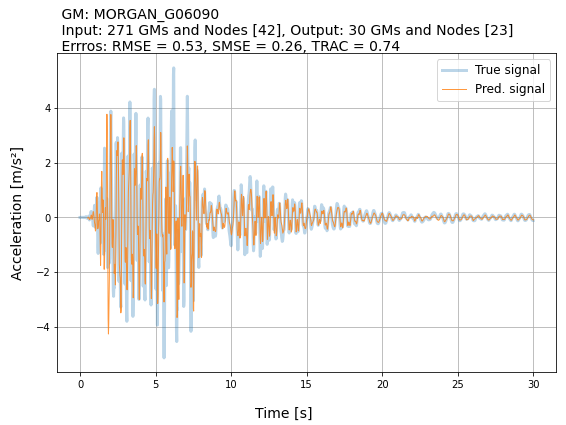 GM: MORGAN_G06090
Input: 271 GMs and Nodes [42], Output: 30 GMs and Nodes [23]
Errros: RMSE = 0.53, SMSE = 0.26, TRAC = 0.74
True signal
Pred. signal
Acceleration [m/s²]
4
2
0
−2
−4
0 5 10 15 20 25 30
Time [s]